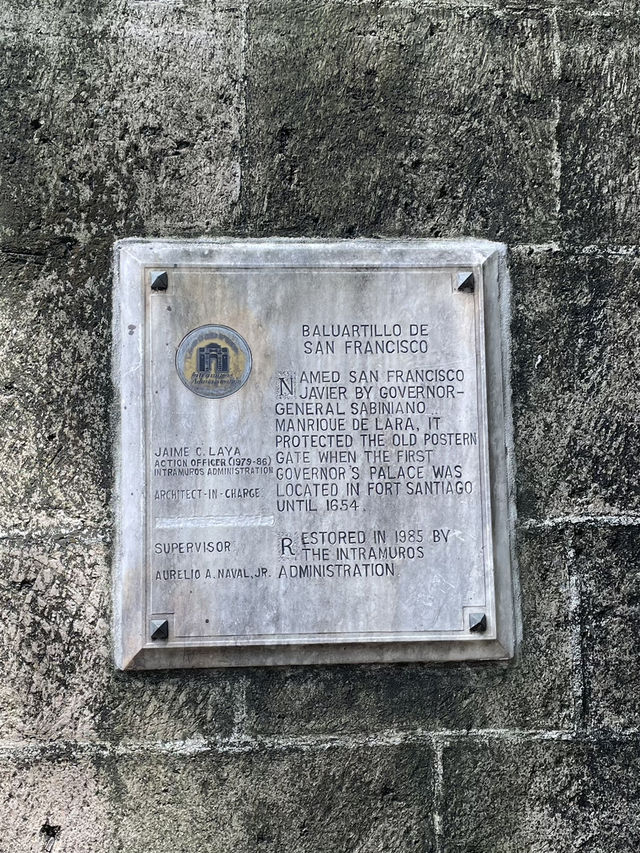 Intramuros
Administration
BALUARTILLO DE
SAN FRANCISCO
NAMED SAN FRANCISCO
JAVIER BY GOVERNOR-
GENERAL SABINIANO
MANRIQUE DE LARA, IT
PROTECTED THE OLD POSTERN
GATE WHEN THE FIRST
GOVERNOR'S PALACE WAS
LOCATED IN FORT SANTIAGO
UNTIL 1654.
RESTORED IN 1985 BY
THE INTRAMUROS
ADMINISTRATION
JAIME C. LAYA
ACTION OFFICER (1979-86)
INTRAMUROS ADMINISTRATION
ARCHITECT-IN-CHARGE
SUPERVISOR
AURELIO A. NAVAL, JR.